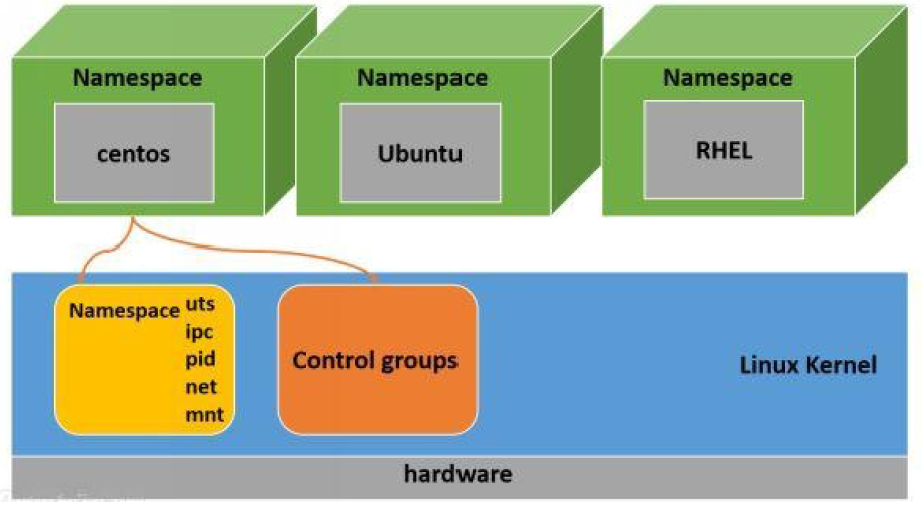 Namespace
centos
Namespace
Ubuntu
Namespace
RHEL
Namespace uts
ipc
pid
net
mnt
Control groups
Linux Kernel
hardware